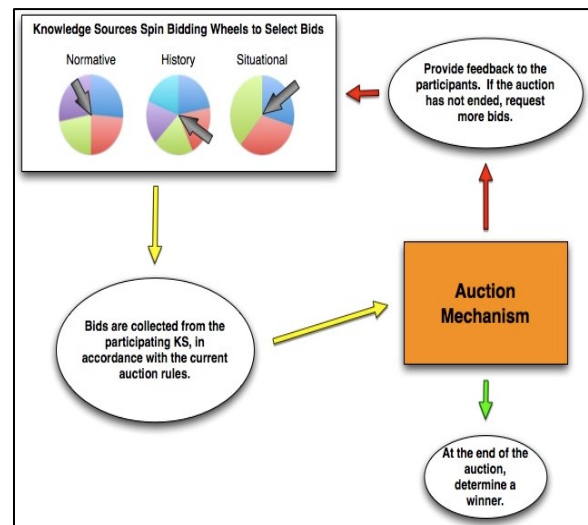 Knowledge Sources Spin Bidding Wheels to Select Bids
Normative
History
Situational
Provide feedback to the
participants. If the auction
has not ended, request
more bids.
Bids are collected from the
participating KS, in
accordance with the current
auction rules.
Auction
Mechanism
At the end of the
auction,
determine a
winner.